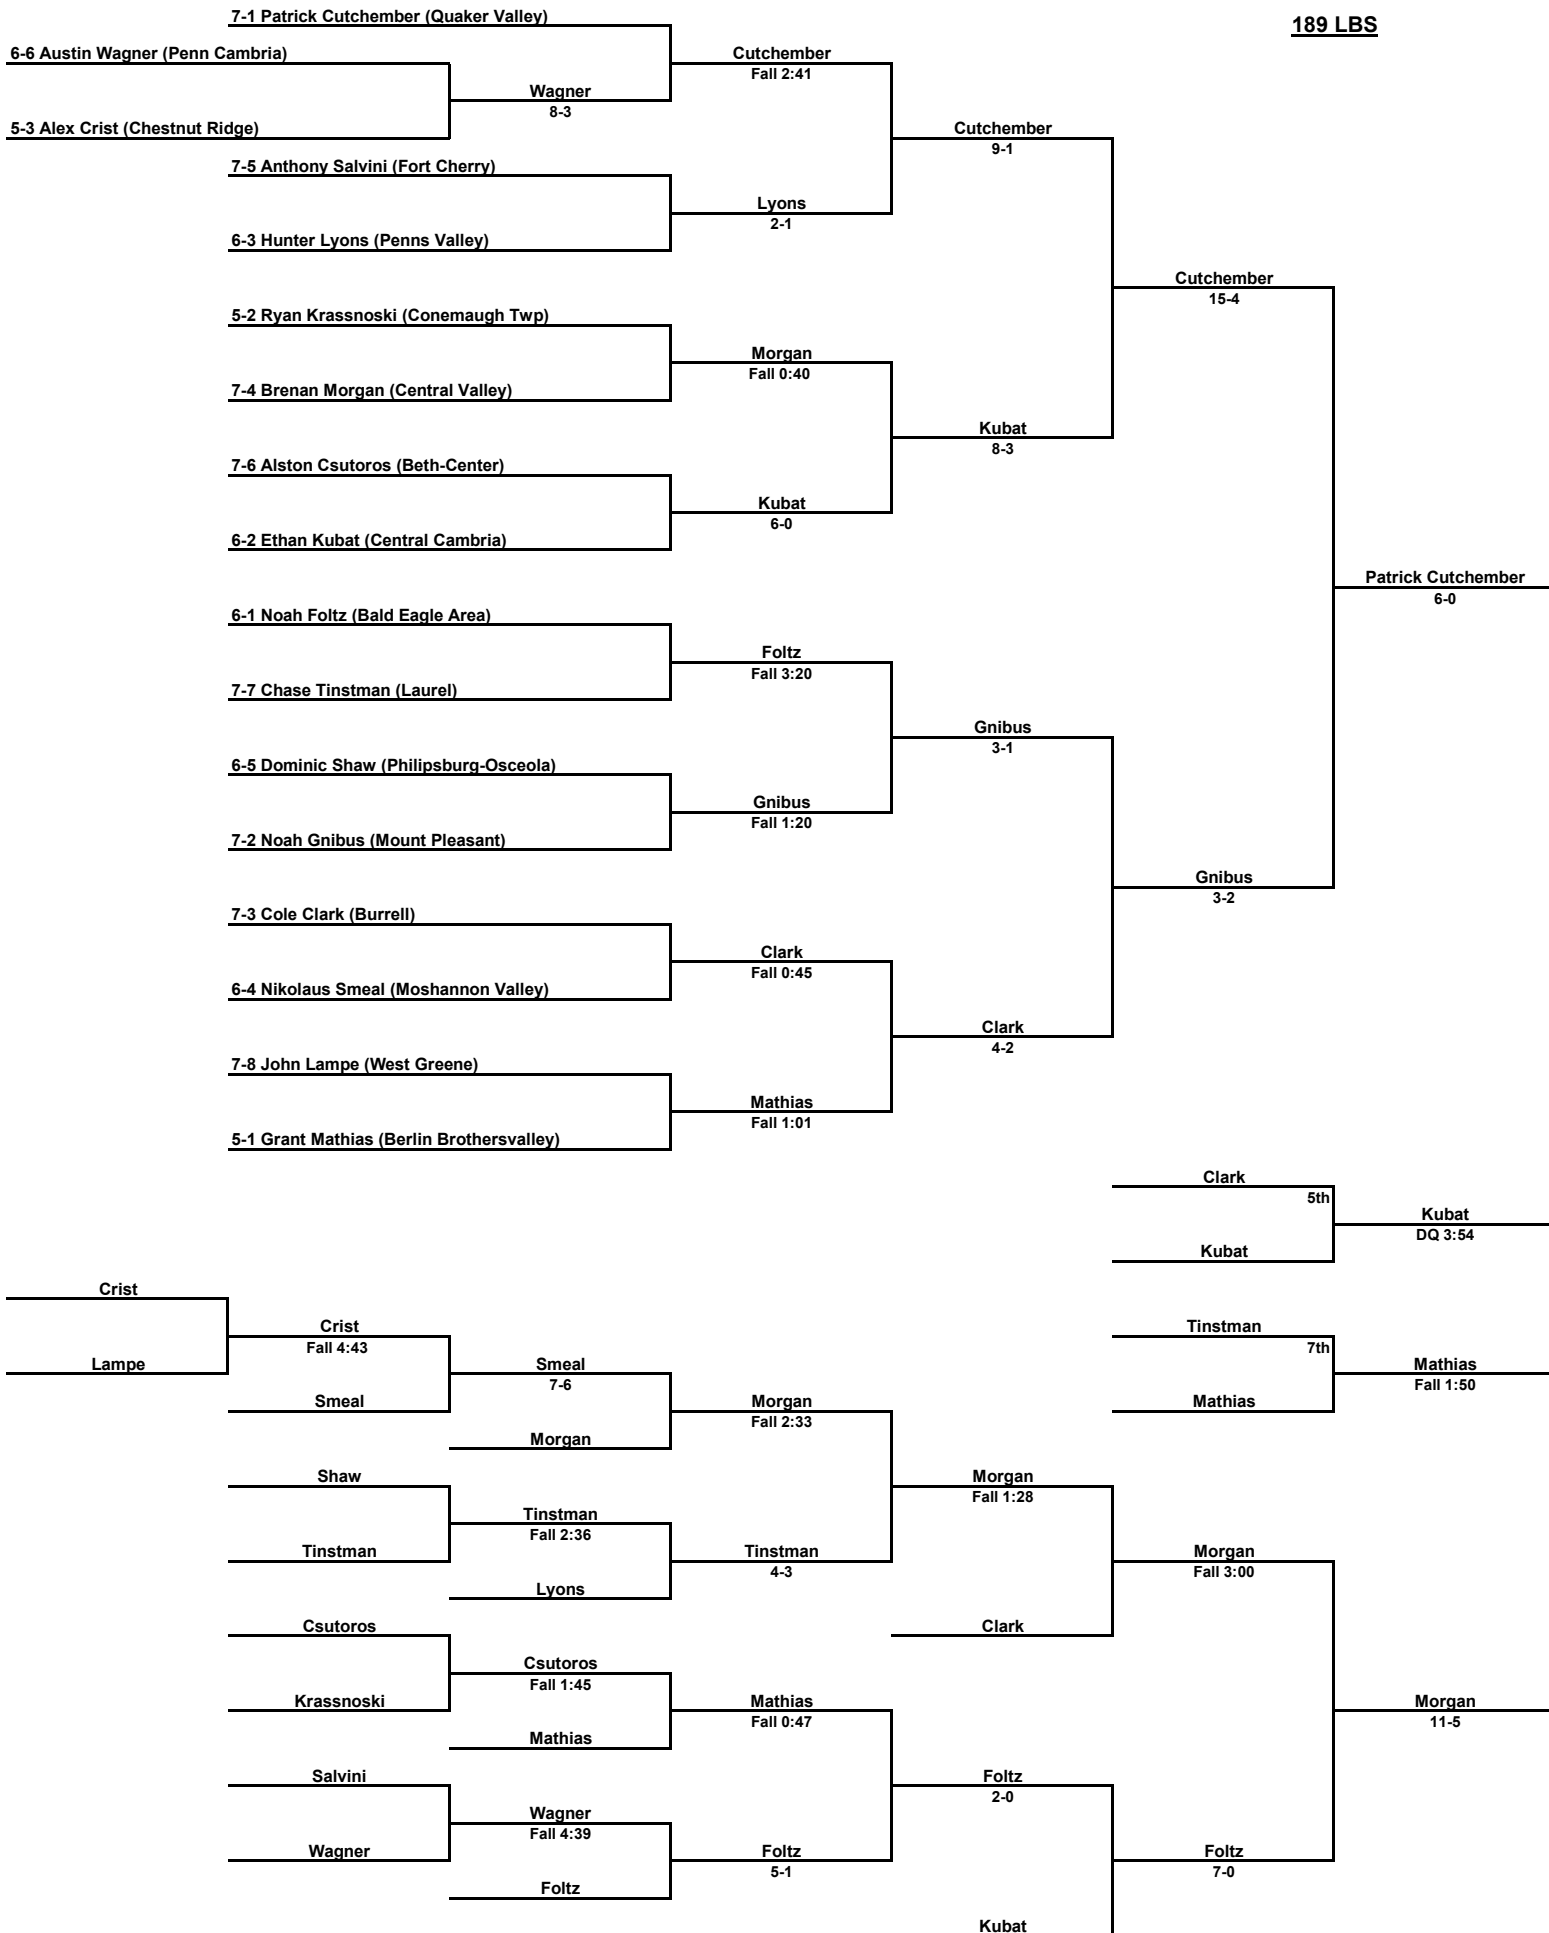 7-1 Patrick Cutchember (Quaker Valley)
189 LBS
6-6 Austin Wagner (Penn Cambria)
Cutchember
Fall 2:41
Wagner
8-3
5-3 Alex Crist (Chestnut Ridge)
Cutchember
9-1
7-5 Anthony Salvini (Fort Cherry)
Lyons
2-1
6-3 Hunter Lyons (Penns Valley)
Cutchember
15-4
5-2 Ryan Krassnoski (Conemaugh Twp)
Morgan
Fall 0:40
7-4 Brenan Morgan (Central Valley)
Kubat
8-3
7-6 Alston Csutoros (Beth-Center)
Kubat
6-0
6-2 Ethan Kubat (Central Cambria)
Patrick Cutchember
6-0
6-1 Noah Foltz (Bald Eagle Area)
Foltz
Fall 3:20
7-7 Chase Tinstman (Laurel)
Gnibus
3-1
6-5 Dominic Shaw (Philipsburg-Osceola)
Gnibus
Fall 1:20
7-2 Noah Gnibus (Mount Pleasant)
Gnibus
3-2
7-3 Cole Clark (Burrell)
Clark
Fall 0:45
6-4 Nikolaus Smeal (Moshannon Valley)
Clark
4-2
7-8 John Lampe (West Greene)
Mathias
Fall 1:01
5-1 Grant Mathias (Berlin Brothersvalley)
Clark
5th
Kubat
DQ 3:54
Kubat
Crist
Crist
Fall 4:43
Tinstman
7th
Lampe
Smeal
7-6
Mathias
Fall 1:50
Smeal
Morgan
Fall 2:33
Mathias
Morgan
Shaw
Morgan
Fall 1:28
Tinstman
Fall 2:36
Tinstman
Tinstman
4-3
Morgan
Fall 3:00
Lyons
Csutoros
Clark
Csutoros
Fall 1:45
Krassnoski
Mathias
Fall 0:47
Morgan
11-5
Mathias
Salvini
Foltz
2-0
Wagner
Fall 4:39
Wagner
Foltz
5-1
Foltz
7-0
Foltz
Kubat